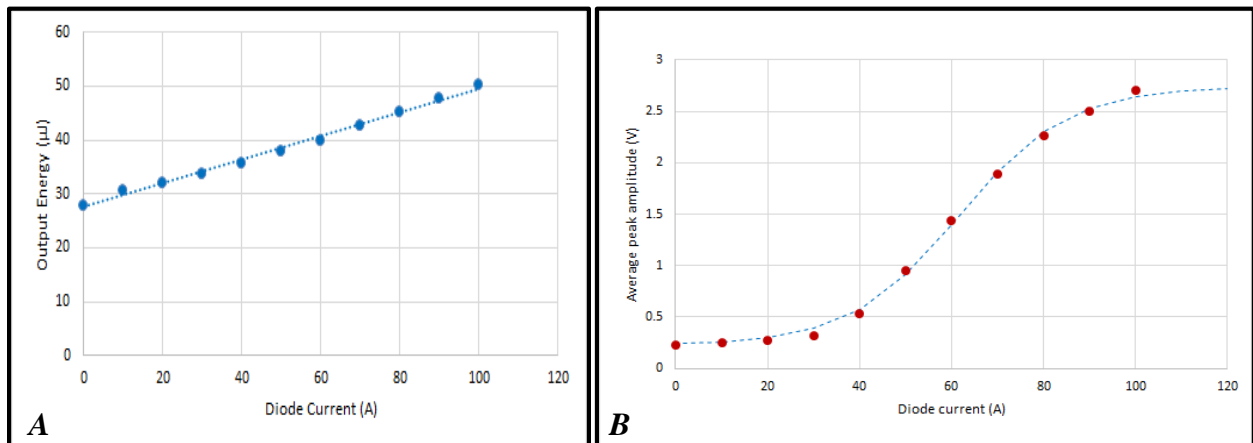 Output Energy (µJ)
60
50
40
30
20
10
0
0 20 40 60 80 100 120
Diode Current (A)
A
Average peak amplitude (V)
3
2.5
2
1.5
1
0.5
0
0 20 40 60 80 100 120
Diode current (A)
B